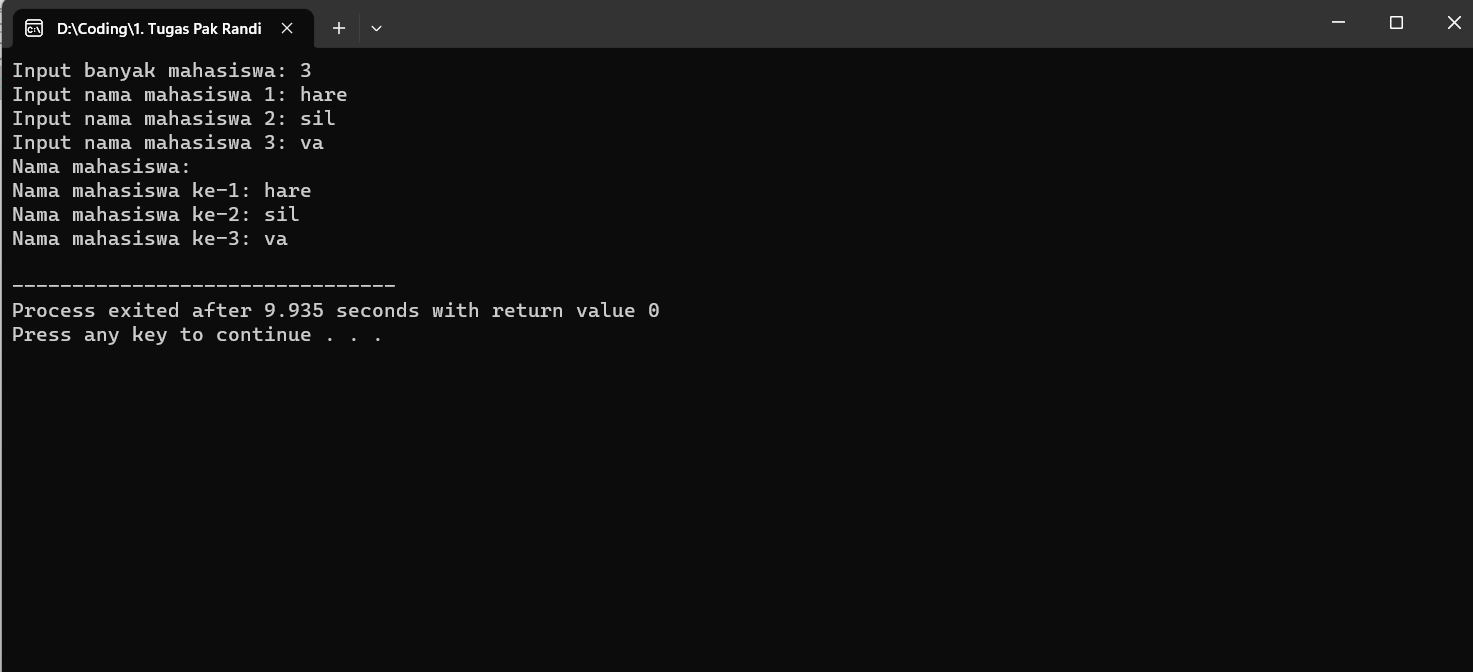 D:\Coding\1. Tugas Pak Randi
Input banyak mahasiswa: 3
Input nama mahasiswa 1: hare
Input nama mahasiswa 2: sil
Input nama mahasiswa 3: va
Nama mahasiswa:
Nama mahasiswa ke-1: hare
Nama mahasiswa ke-2: sil
Nama mahasiswa ke-3: va
--------------------------------
Process exited after 9.935 seconds with return value 0
Press any key to continue . . .